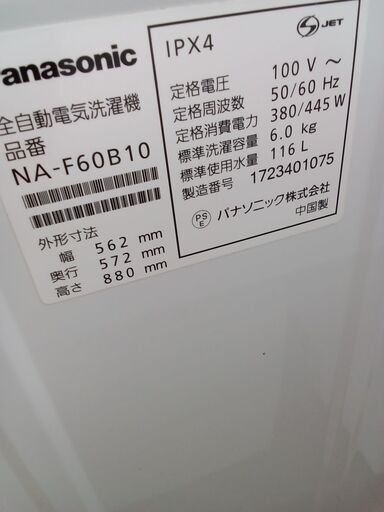 Panasonic
全自動電気洗濯機
品番
NA-F60B10
外形寸法
幅 562 mm
奥行 572 mm
高さ 880 mm
IPX4
S JET
定格電圧 100 V ～
定格周波数 50/60 Hz
定格消費電力 380/445 W
標準洗濯容量 6.0 kg
標準使用水量 116 L
製造番号 1723401075
PS E パナソニック株式会社
中国製